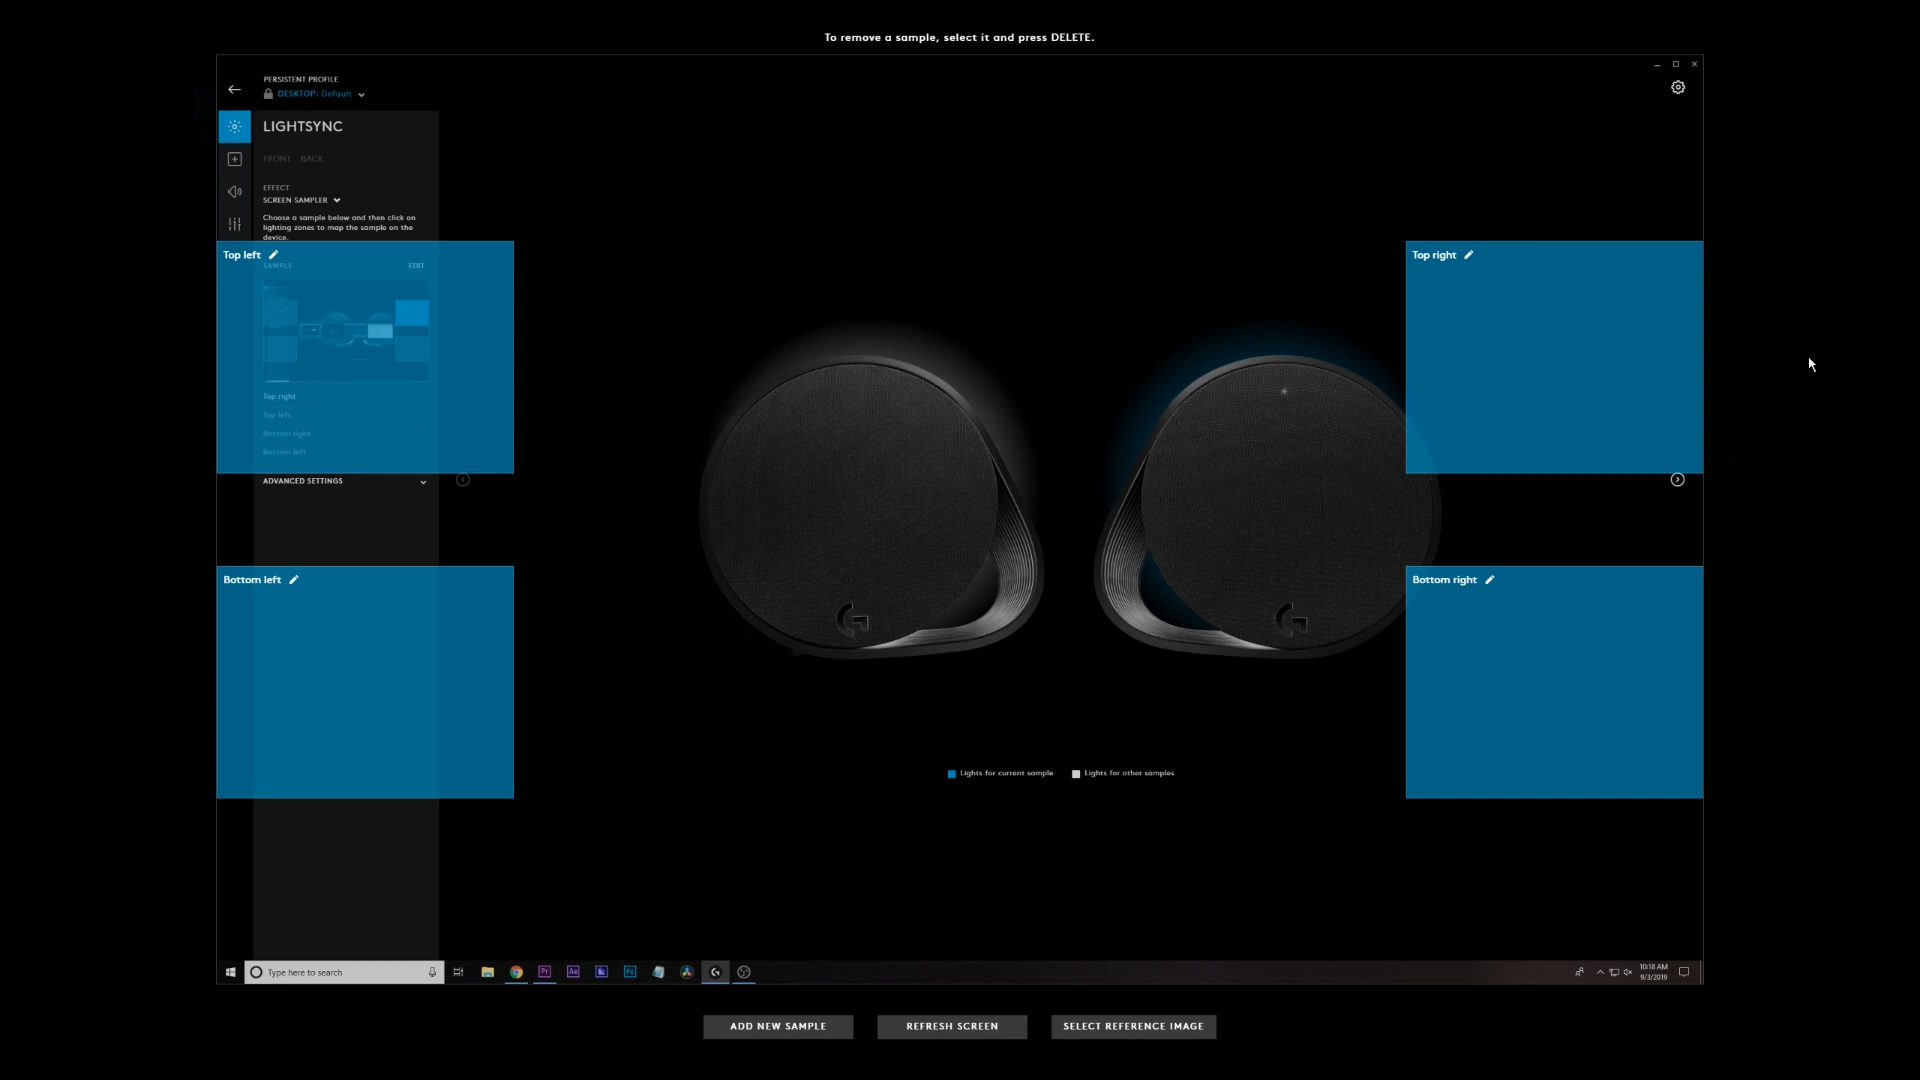 To remove a sample, select it and press DELETE.
PERSISTENT PROFILE
DESKTOP: Default
LIGHTSYNC
FRONT BACK
EFFECT
SCREEN SAMPLER
Choose a sample below and then click on
lighting zones to map the sample on the
device.
Top left
SAMPLE EDIT
Top right
Top left
Bottom right
Bottom left
ADVANCED SETTINGS
Top right
Bottom left
Bottom right
Lights for current sample
Lights for other samples
Type here to search
Pr
Ae
Ps
10:18 AM
9/3/2019
ADD NEW SAMPLE
REFRESH SCREEN
SELECT REFERENCE IMAGE